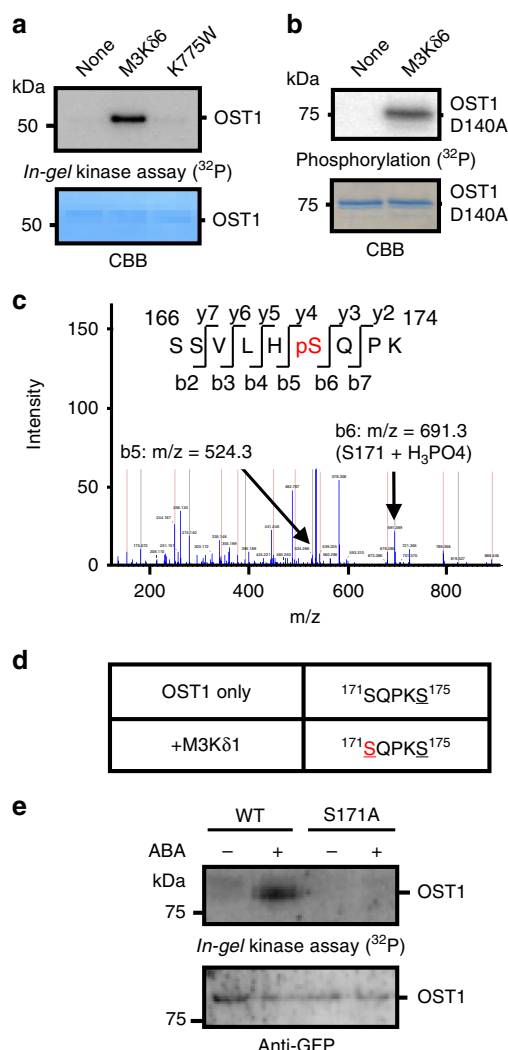 a
None M3Kδ6 K775W
kDa
50
OST1
In-gel kinase assay (³²P)
50
OST1
CBB
b
None M3Kδ6
75
OST1
D140A
Phosphorylation (³²P)
75
OST1
D140A
CBB
c
y7 y6 y5 y4 y3 y2
166 174
S S V L H pS Q P K
b2 b3 b4 b5 b6 b7
150
100
50
0
Intensity
b5: m/z = 524.3
b6: m/z = 691.3
(S171 + H₃PO4)
200 400 600 800
m/z
d
OST1 only
¹⁷¹SQPKS¹⁷⁵
+M3Kδ1
¹⁷¹SQPKS¹⁷⁵
e
WT S171A
ABA – + – +
kDa
75
OST1
In-gel kinase assay (³²P)
OST1
75
Anti-GFP